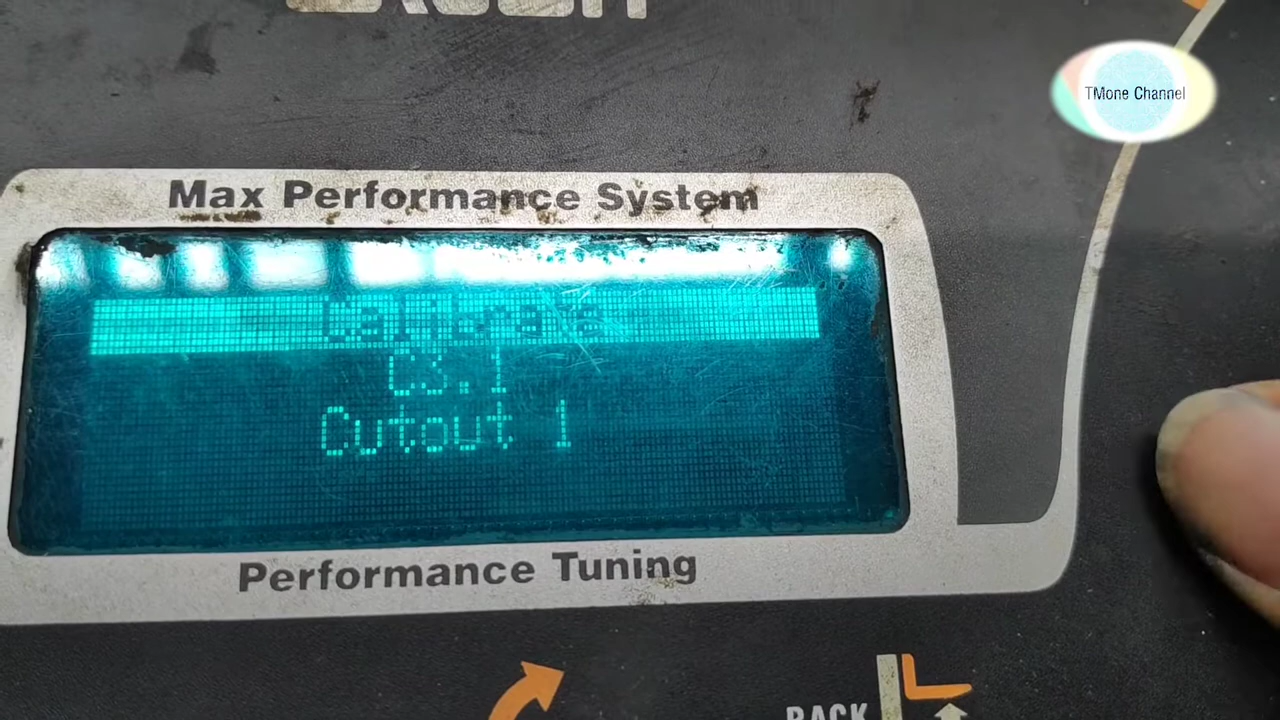 TMone Channel
Max Performance System
Calibrate
C3.1
Cutout 1
Performance Tuning
BACK